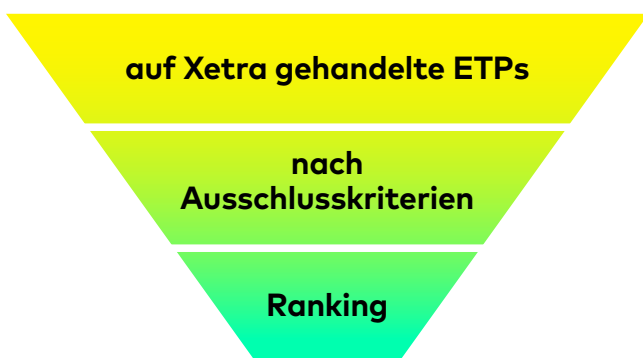 auf Xetra gehandelte ETPs
nach
Ausschlusskriterien
Ranking